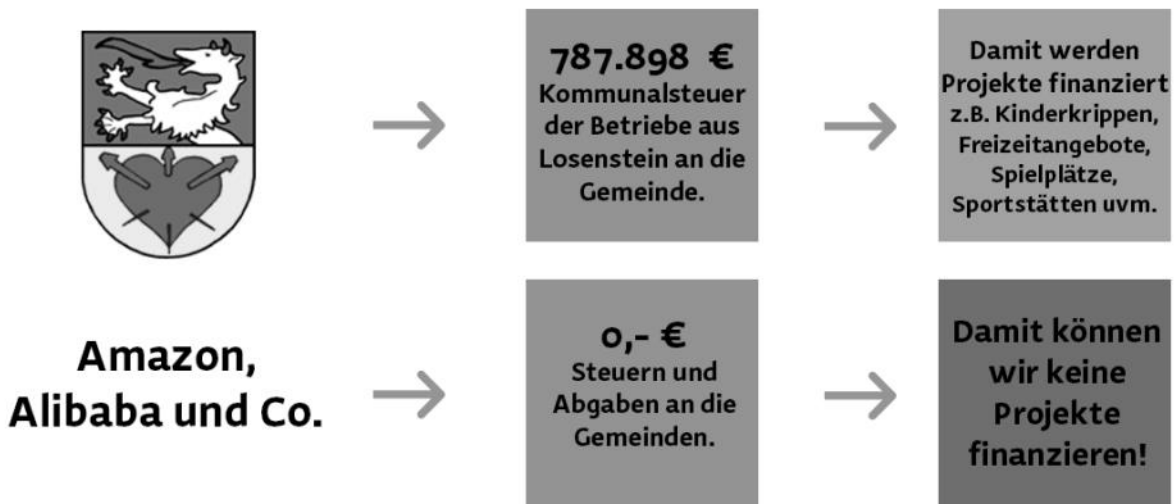 787.898 €
Kommunalsteuer
der Betriebe aus
Losenstein an die
Gemeinde.
Damit werden
Projekte finanziert
z.B. Kinderkrippen,
Freizeitangebote,
Spielplätze,
Sportstätten uvm.
Amazon,
Alibaba und Co.
0,- €
Steuern und
Abgaben an die
Gemeinden.
Damit können
wir keine
Projekte
finanzieren!